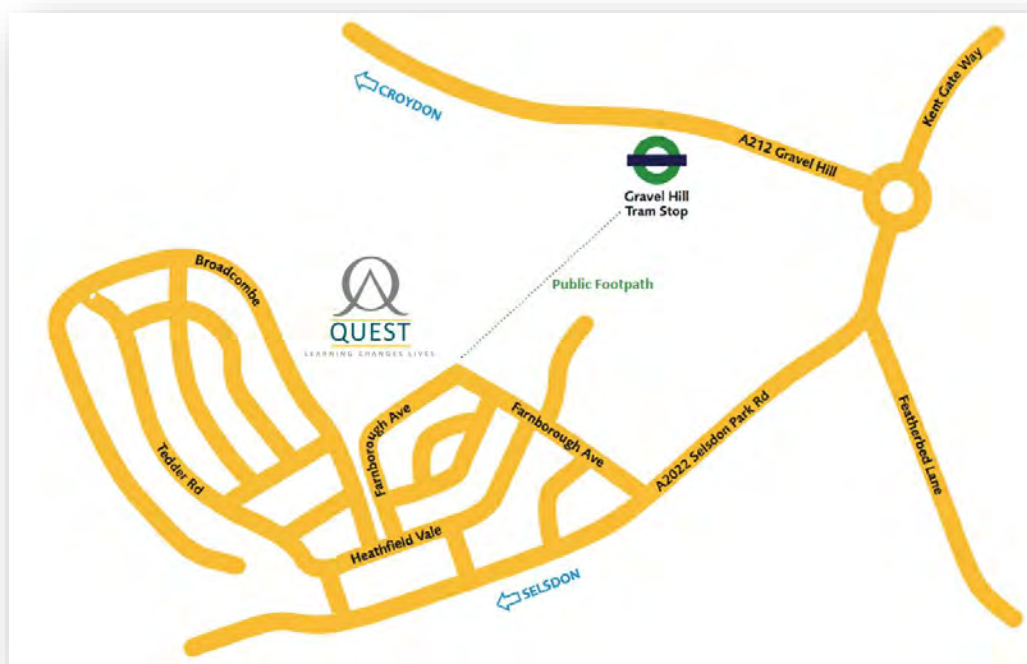 Kent Gate Way
CROYDON
A212 Gravel Hill
Gravel Hill
Tram Stop
Broadcombe
Public Footpath
QUEST
LEARNING CHANGES LIVES
Farnborough Ave
Farnborough Ave
A2022 Selsdon Park Rd
Featherbed Lane
Tedder Rd
Heathfield Vale
SELSDON